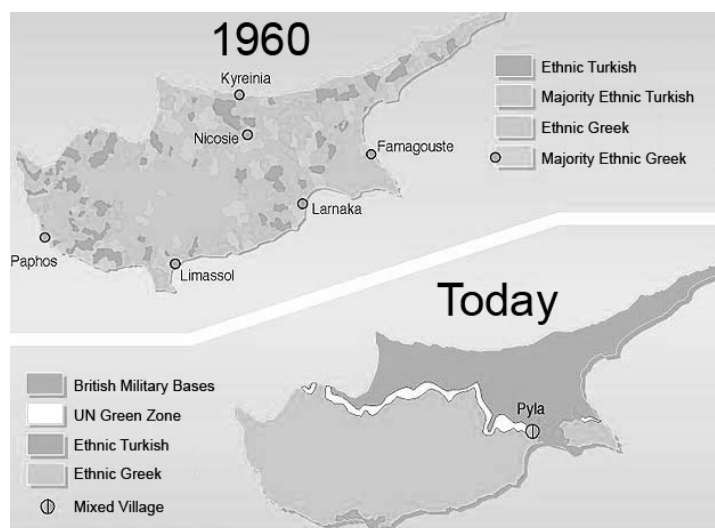 1960
Kyreinia
Nicosie
Famagouste
Larnaka
Paphos
Limassol
Ethnic Turkish
Majority Ethnic Turkish
Ethnic Greek
Majority Ethnic Greek
Today
Pyla
British Military Bases
UN Green Zone
Ethnic Turkish
Ethnic Greek
Mixed Village